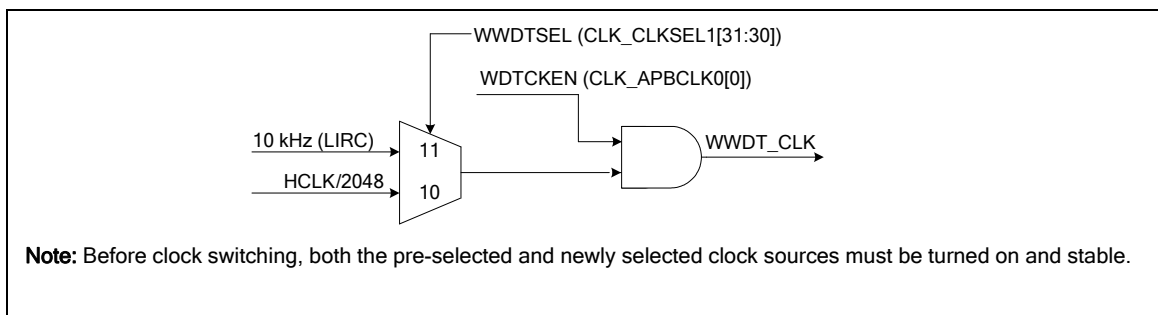 WWDTSEL (CLK_CLKSEL1[31:30])
WDTCKEN (CLK_APBCLK0[0])
10 kHz (LIRC)
11
WWDT_CLK
HCLK/2048
10
Note: Before clock switching, both the pre-selected and newly selected clock sources must be turned on and stable.